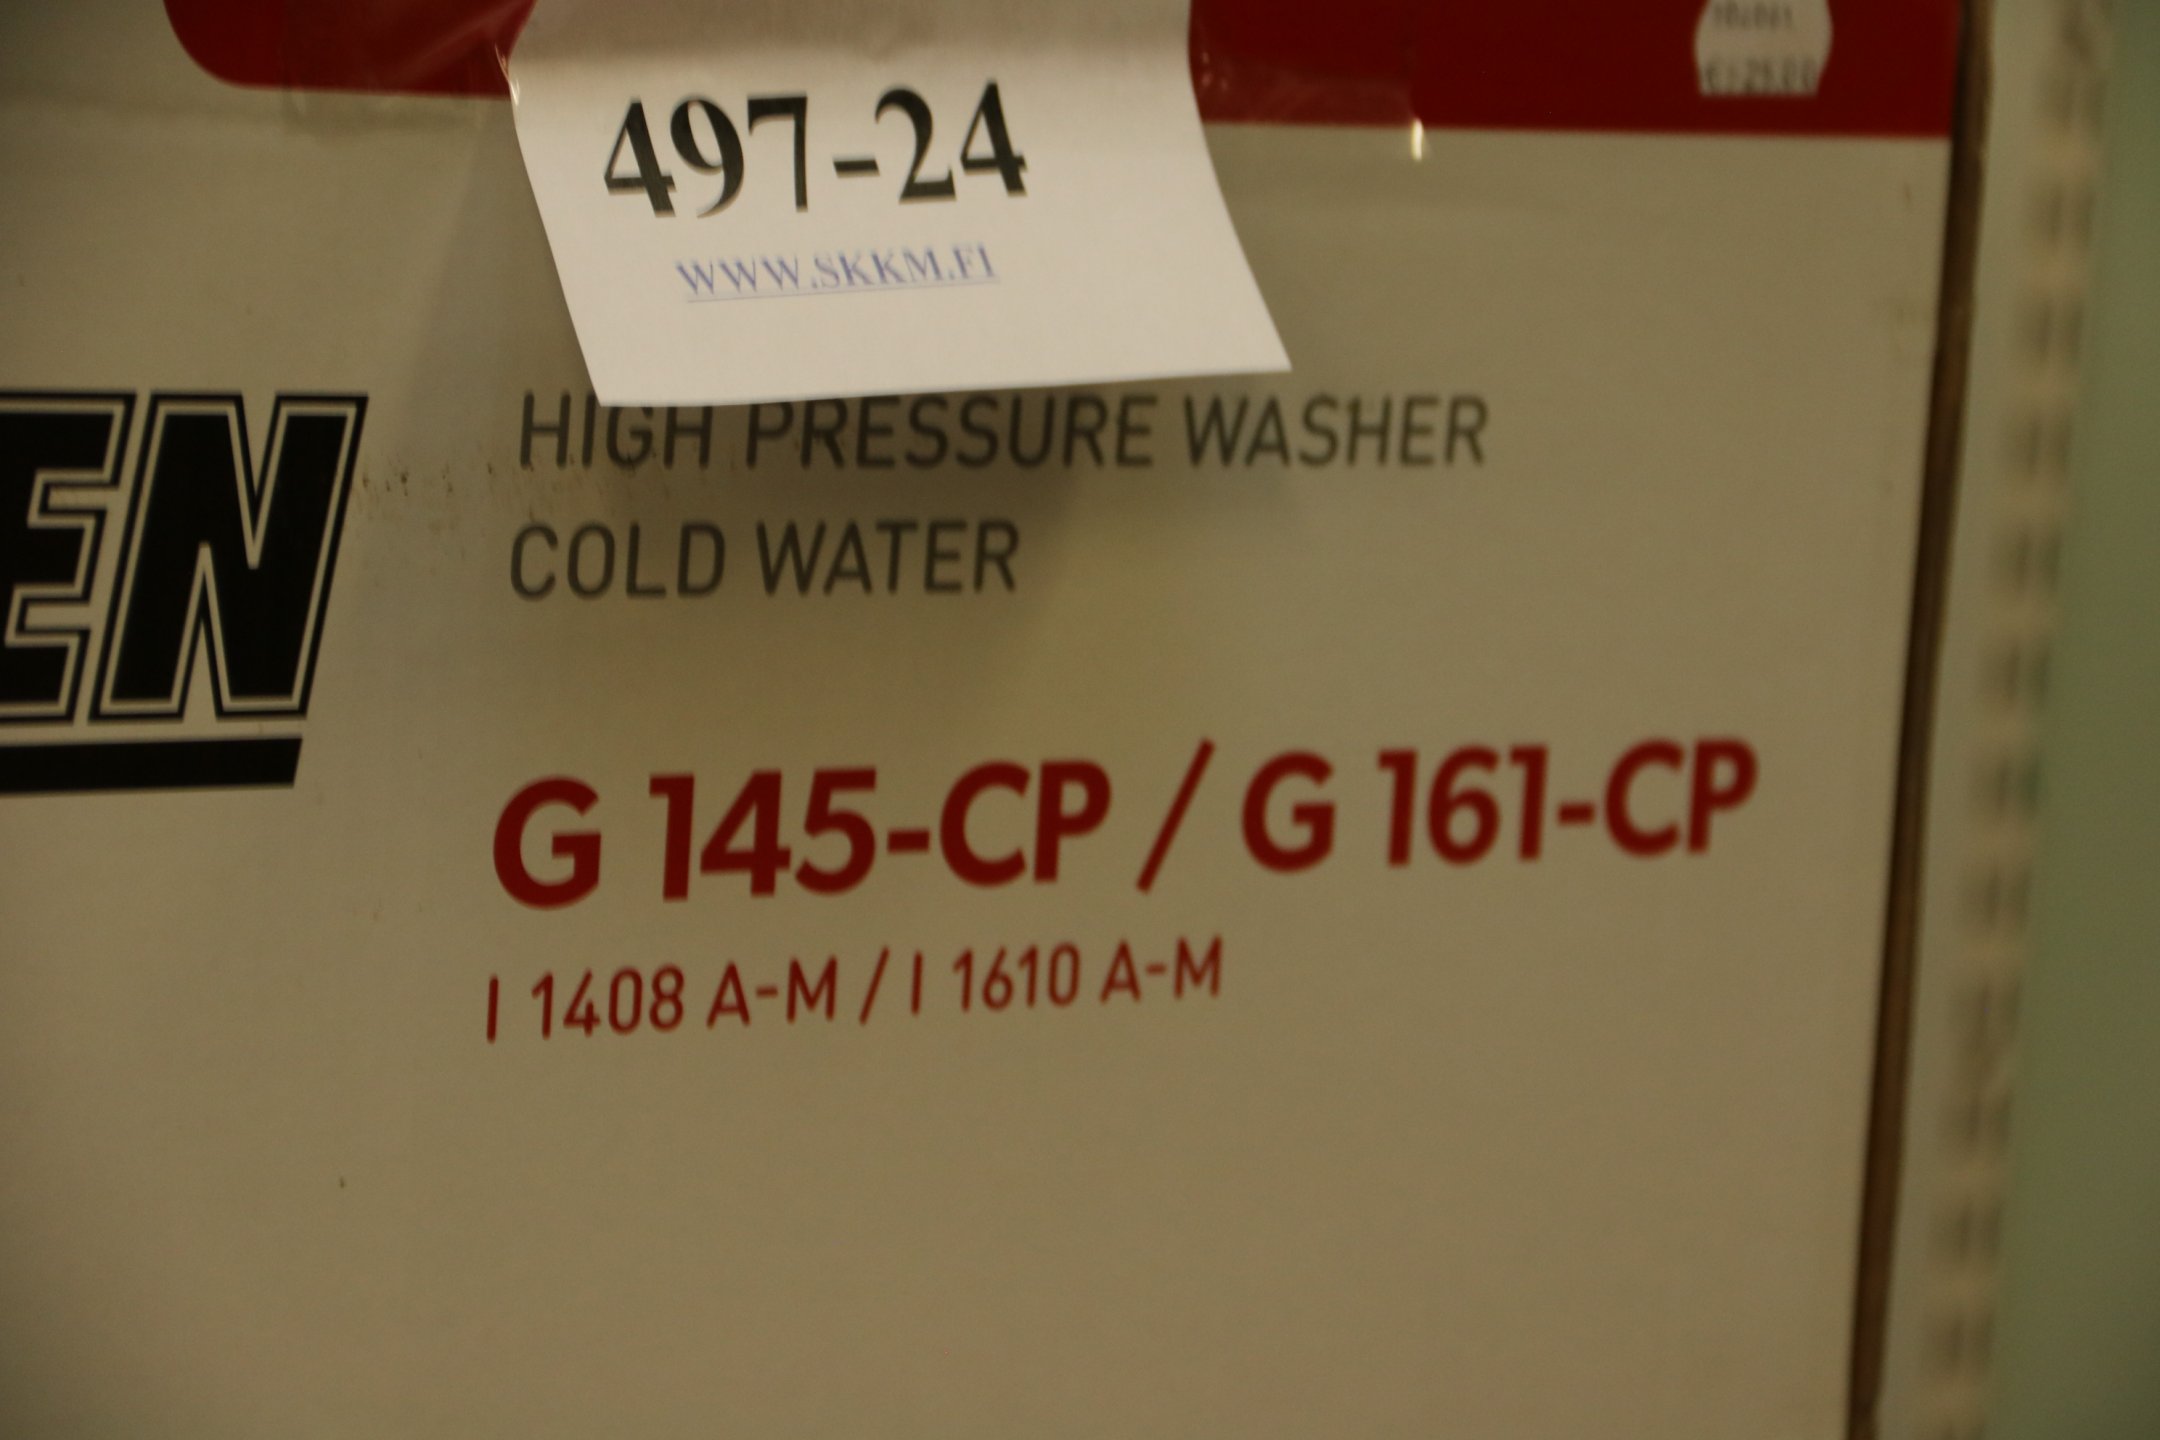 497-24
WWW.SKKM.FI
EN
HIGH PRESSURE WASHER
COLD WATER
G 145-CP / G 161-CP
I 1408 A-M / I 1610 A-M